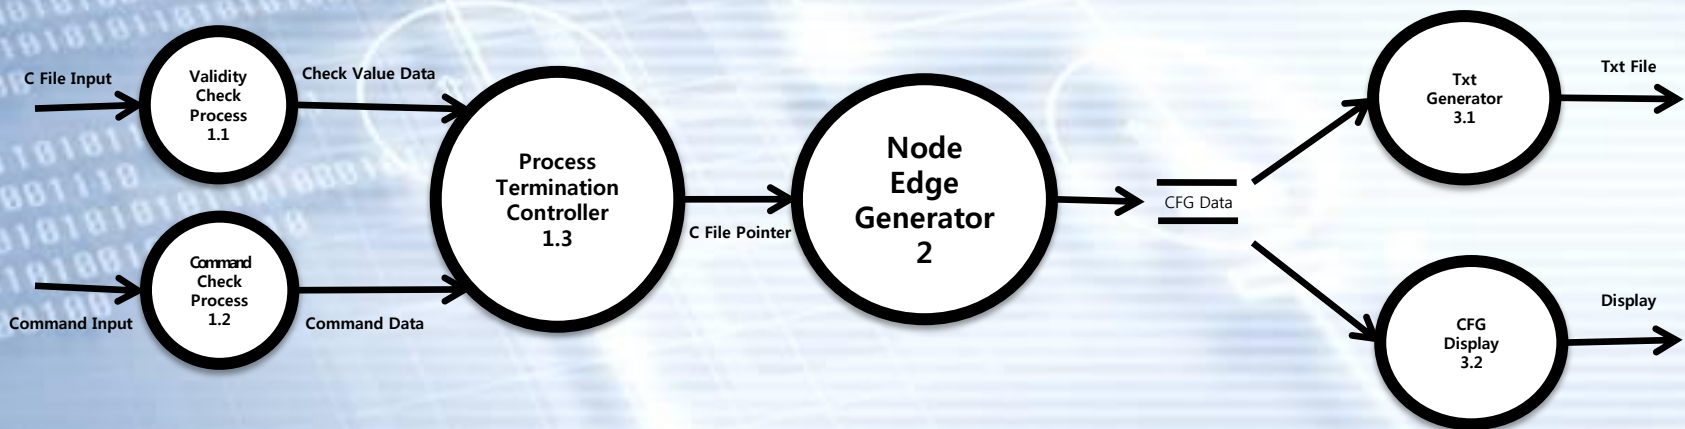 C File Input
Validity
Check
Process
1.1
Check Value Data
Command Input
Command
Check
Process
1.2
Command Data
Process
Termination
Controller
1.3
C File Pointer
Node
Edge
Generator
2
CFG Data
Txt
Generator
3.1
Txt File
CFG
Display
3.2
Display